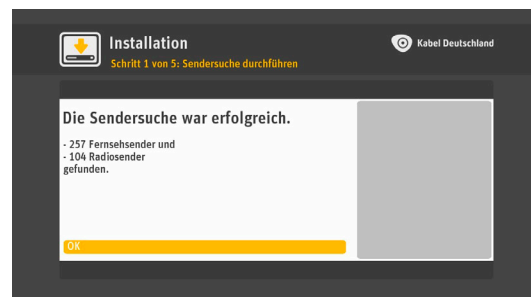 Installation
Kabel Deutschland
Schritt 1 von 5: Sendersuche durchführen
Die Sendersuche war erfolgreich.
- 257 Fernsehsender und
- 104 Radiosender
gefunden.
OK